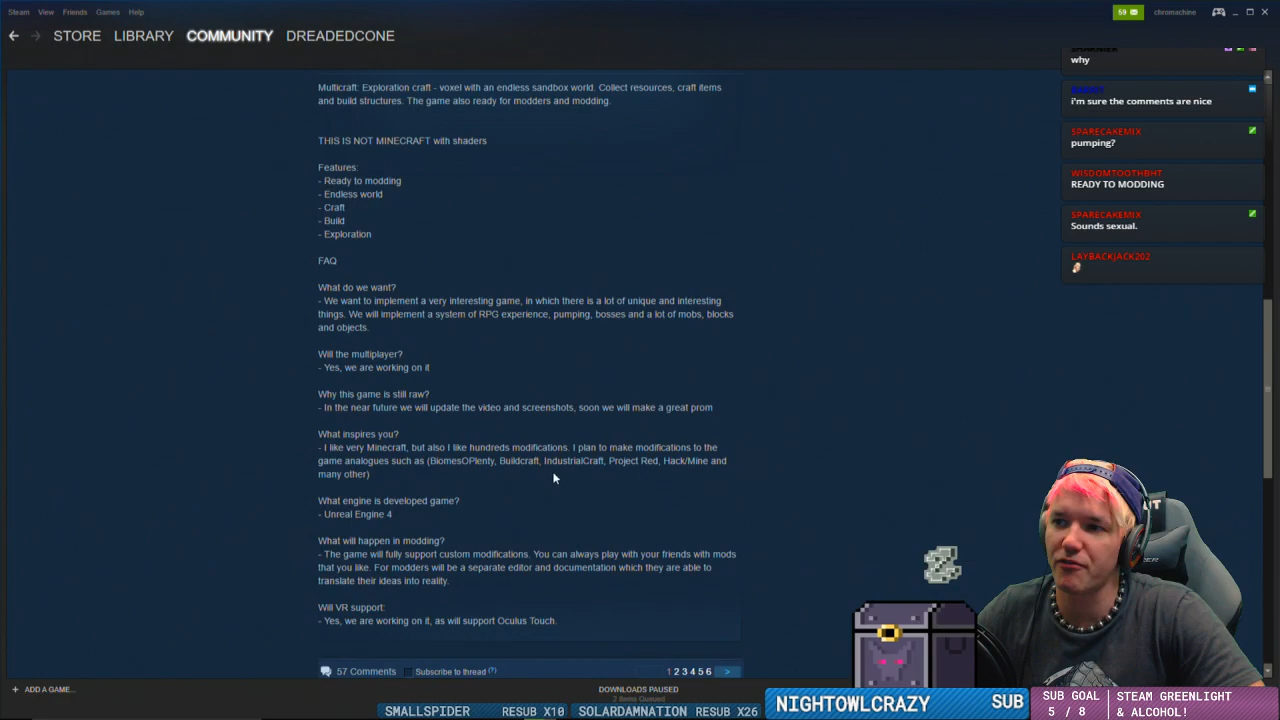 Steam View Friends Games Help
59
chromachine
STORE LIBRARY COMMUNITY DREADEDCONE
Multicraft: Exploration craft - voxel with an endless sandbox world. Collect resources, craft items
and build structures. The game also ready for modders and modding.
THIS IS NOT MINECRAFT with shaders
Features:
- Ready to modding
- Endless world
- Craft
- Build
- Exploration
FAQ
What do we want?
- We want to implement a very interesting game, in which there is a lot of unique and interesting
things. We will implement a system of RPG experience, pumping, bosses and a lot of mobs, blocks
and objects.
Will the multiplayer?
- Yes, we are working on it
Why this game is still raw?
- In the near future we will update the video and screenshots, soon we will make a great prom
What inspires you?
- I like very Minecraft, but also I like hundreds modifications. I plan to make modifications to the
game analogues such as (BiomesOPlenty, Buildcraft, IndustrialCraft, Project Red, Hack/Mine and
many other)
What engine is developed game?
- Unreal Engine 4
What will happen in modding?
- The game will fully support custom modifications. You can always play with your friends with mods
that you like. For modders will be a separate editor and documentation which they are able to
translate their ideas into reality.
Will VR support:
- Yes, we are working on it, as will support Oculus Touch.
57 Comments Subscribe to thread (?) 1 2 3 4 5 6 >
why
i'm sure the comments are nice
SPARECAKEMIX
pumping?
WISDOMTOOTHBHT
READY TO MODDING
SPARECAKEMIX
Sounds sexual.
LAYBACKJACK202
+ ADD A GAME...
DOWNLOADS PAUSED
2 Items Queued
SMALLSPIDER RESUB X10 SOLARDAMNATION RESUB X26
NIGHTOWLCRAZY SUB
SUB GOAL
5 / 8
STEAM GREENLIGHT
& ALCOHOL!